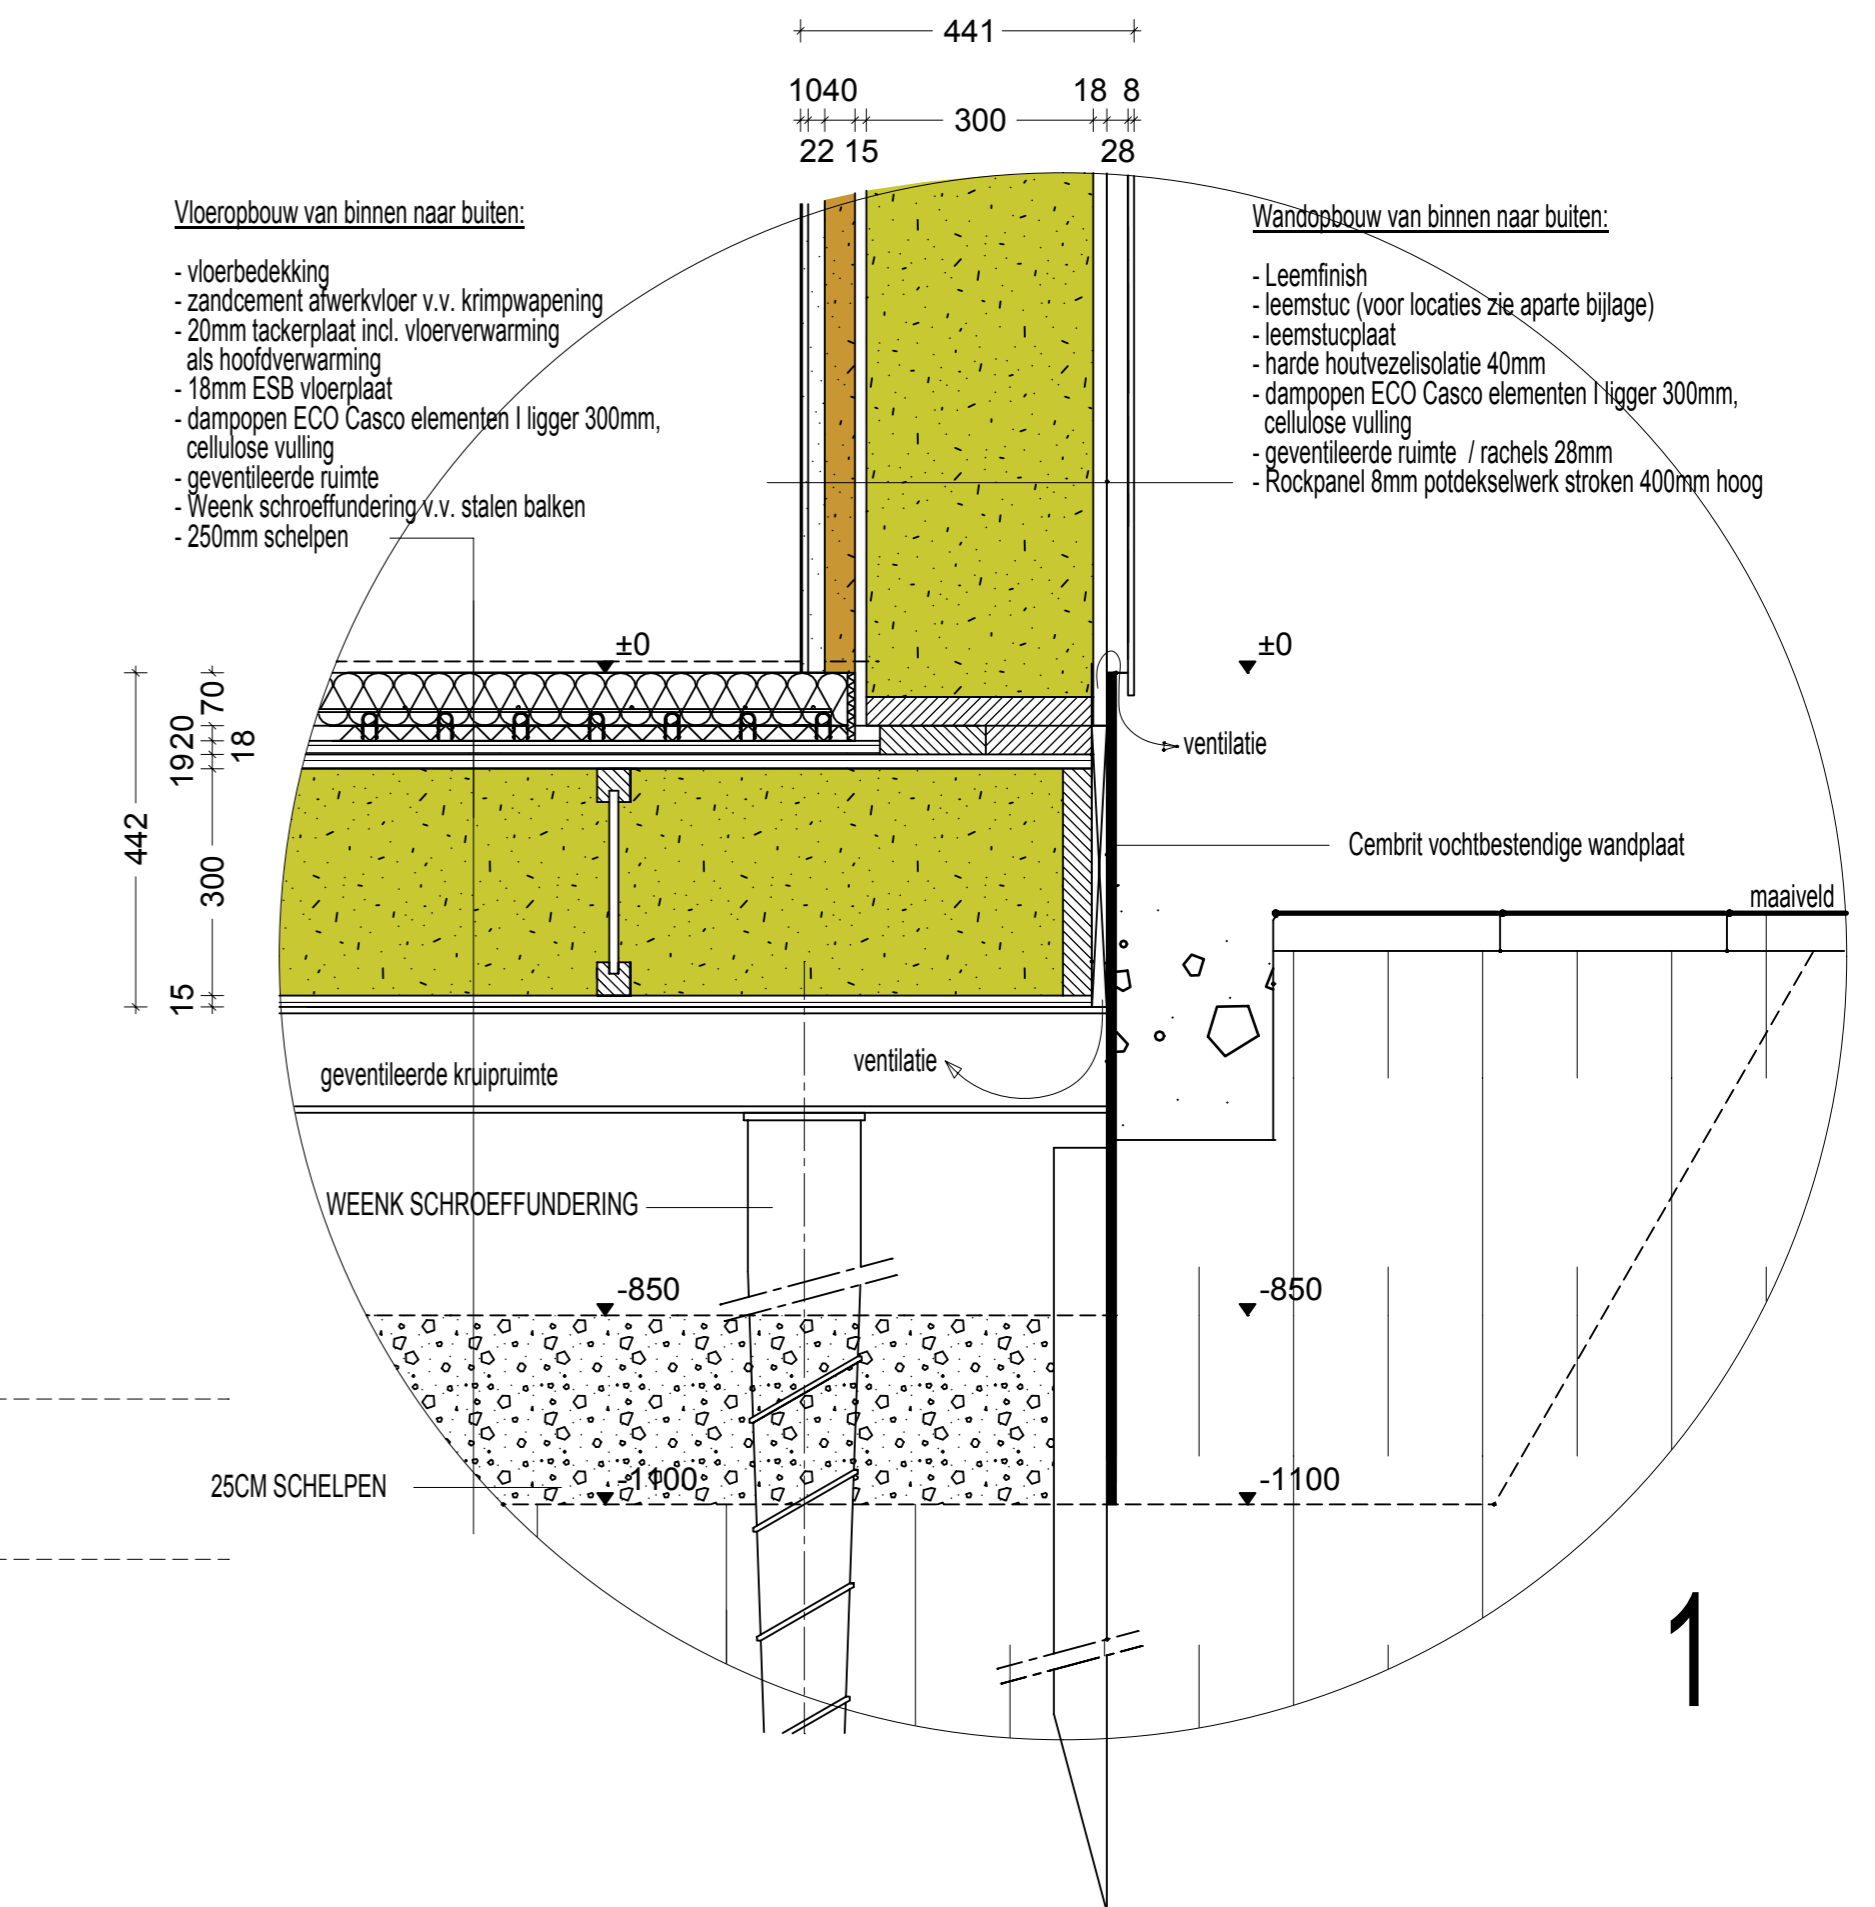 441
1040
18 8
300
22 15
28
Vloeropbouw van binnen naar buiten:
- vloerbedekking
- zandcement afwerkvloer v.v. krimpwapening
- 20mm tackerplaat incl. vloerverwarming
als hoofdverwarming
- 18mm ESB vloerplaat
- dampopen ECO Casco elementen I ligger 300mm,
cellulose vulling
- geventileerde ruimte
- Weenk schroeffundering v.v. stalen balken
- 250mm schelpen
Wandopbouw van binnen naar buiten:
- Leemfinish
- leemstuc (voor locaties zie aparte bijlage)
- leemstucplaat
- harde houtvezelisolatie 40mm
- dampopen ECO Casco elementen I ligger 300mm,
cellulose vulling
- geventileerde ruimte / rachels 28mm
- Rockpanel 8mm potdekselwerk stroken 400mm hoog
±0
±0
70
1920
18
442
300
15
ventilatie
Cembrit vochtbestendige wandplaat
maaiveld
ventilatie
geventileerde kruipruimte
WEENK SCHROEFFUNDERING
-850
-850
25CM SCHELPEN
-1100
-1100
1